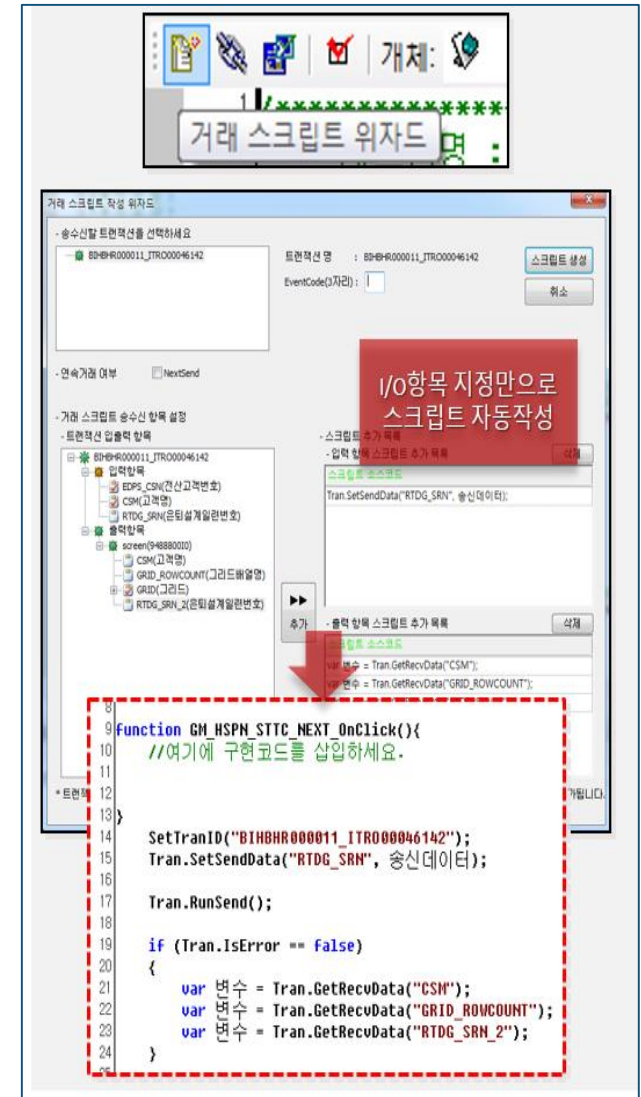 개체:
1 /*****************
거래 스크립트 위자드
명 :
거래 스크립트 작성 위자드
- 송수신할 트랜잭션을 선택하세요
BIHBHR000011_ITRO00046142
트랜잭션 명 : BIHBHR000011_ITRO00046142
EventCode(3자리) :
스크립트 생성
취소
- 연속거래 여부
NextSend
I/O항목 지정만으로
스크립트 자동작성
- 거래 스크립트 송수신 항목 설정
- 트랜잭션 입출력 항목
BIHBHR000011_ITRO00046142
입력항목
EDPS_CSN(전산고객번호)
CSM(고객명)
RTDG_SRN(은퇴설계일련번호)
출력항목
screen(948880010)
CSM(고객명)
GRID_ROWCOUNT(그리드배열명)
GRID(그리드)
RTDG_SRN_2(은퇴설계일련번호)
- 스크립트 추가 목록
- 입력 항목 스크립트 추가 목록
삭제
스크립트 소스코드
Tran.SetSendData("RTDG_SRN", 송신데이터);
추가
- 출력 항목 스크립트 추가 목록
삭제
스크립트 소스코드
var 변수 = Tran.GetRecvData("CSM");
var 변수 = Tran.GetRecvData("GRID_ROWCOUNT");
8
9 function GM_HSPN_STTC_NEXT_OnClick(){
10 //여기에 구현코드를 삽입하세요.
11
12
13 }
14 SetTranID("BIHBHR000011_ITRO00046142");
15 Tran.SetSendData("RTDG_SRN", 송신데이터);
16
17 Tran.RunSend();
18
19 if (Tran.IsError == false)
20 {
21 var 변수 = Tran.GetRecvData("CSM");
22 var 변수 = Tran.GetRecvData("GRID_ROWCOUNT");
23 var 변수 = Tran.GetRecvData("RTDG_SRN_2");
24 }